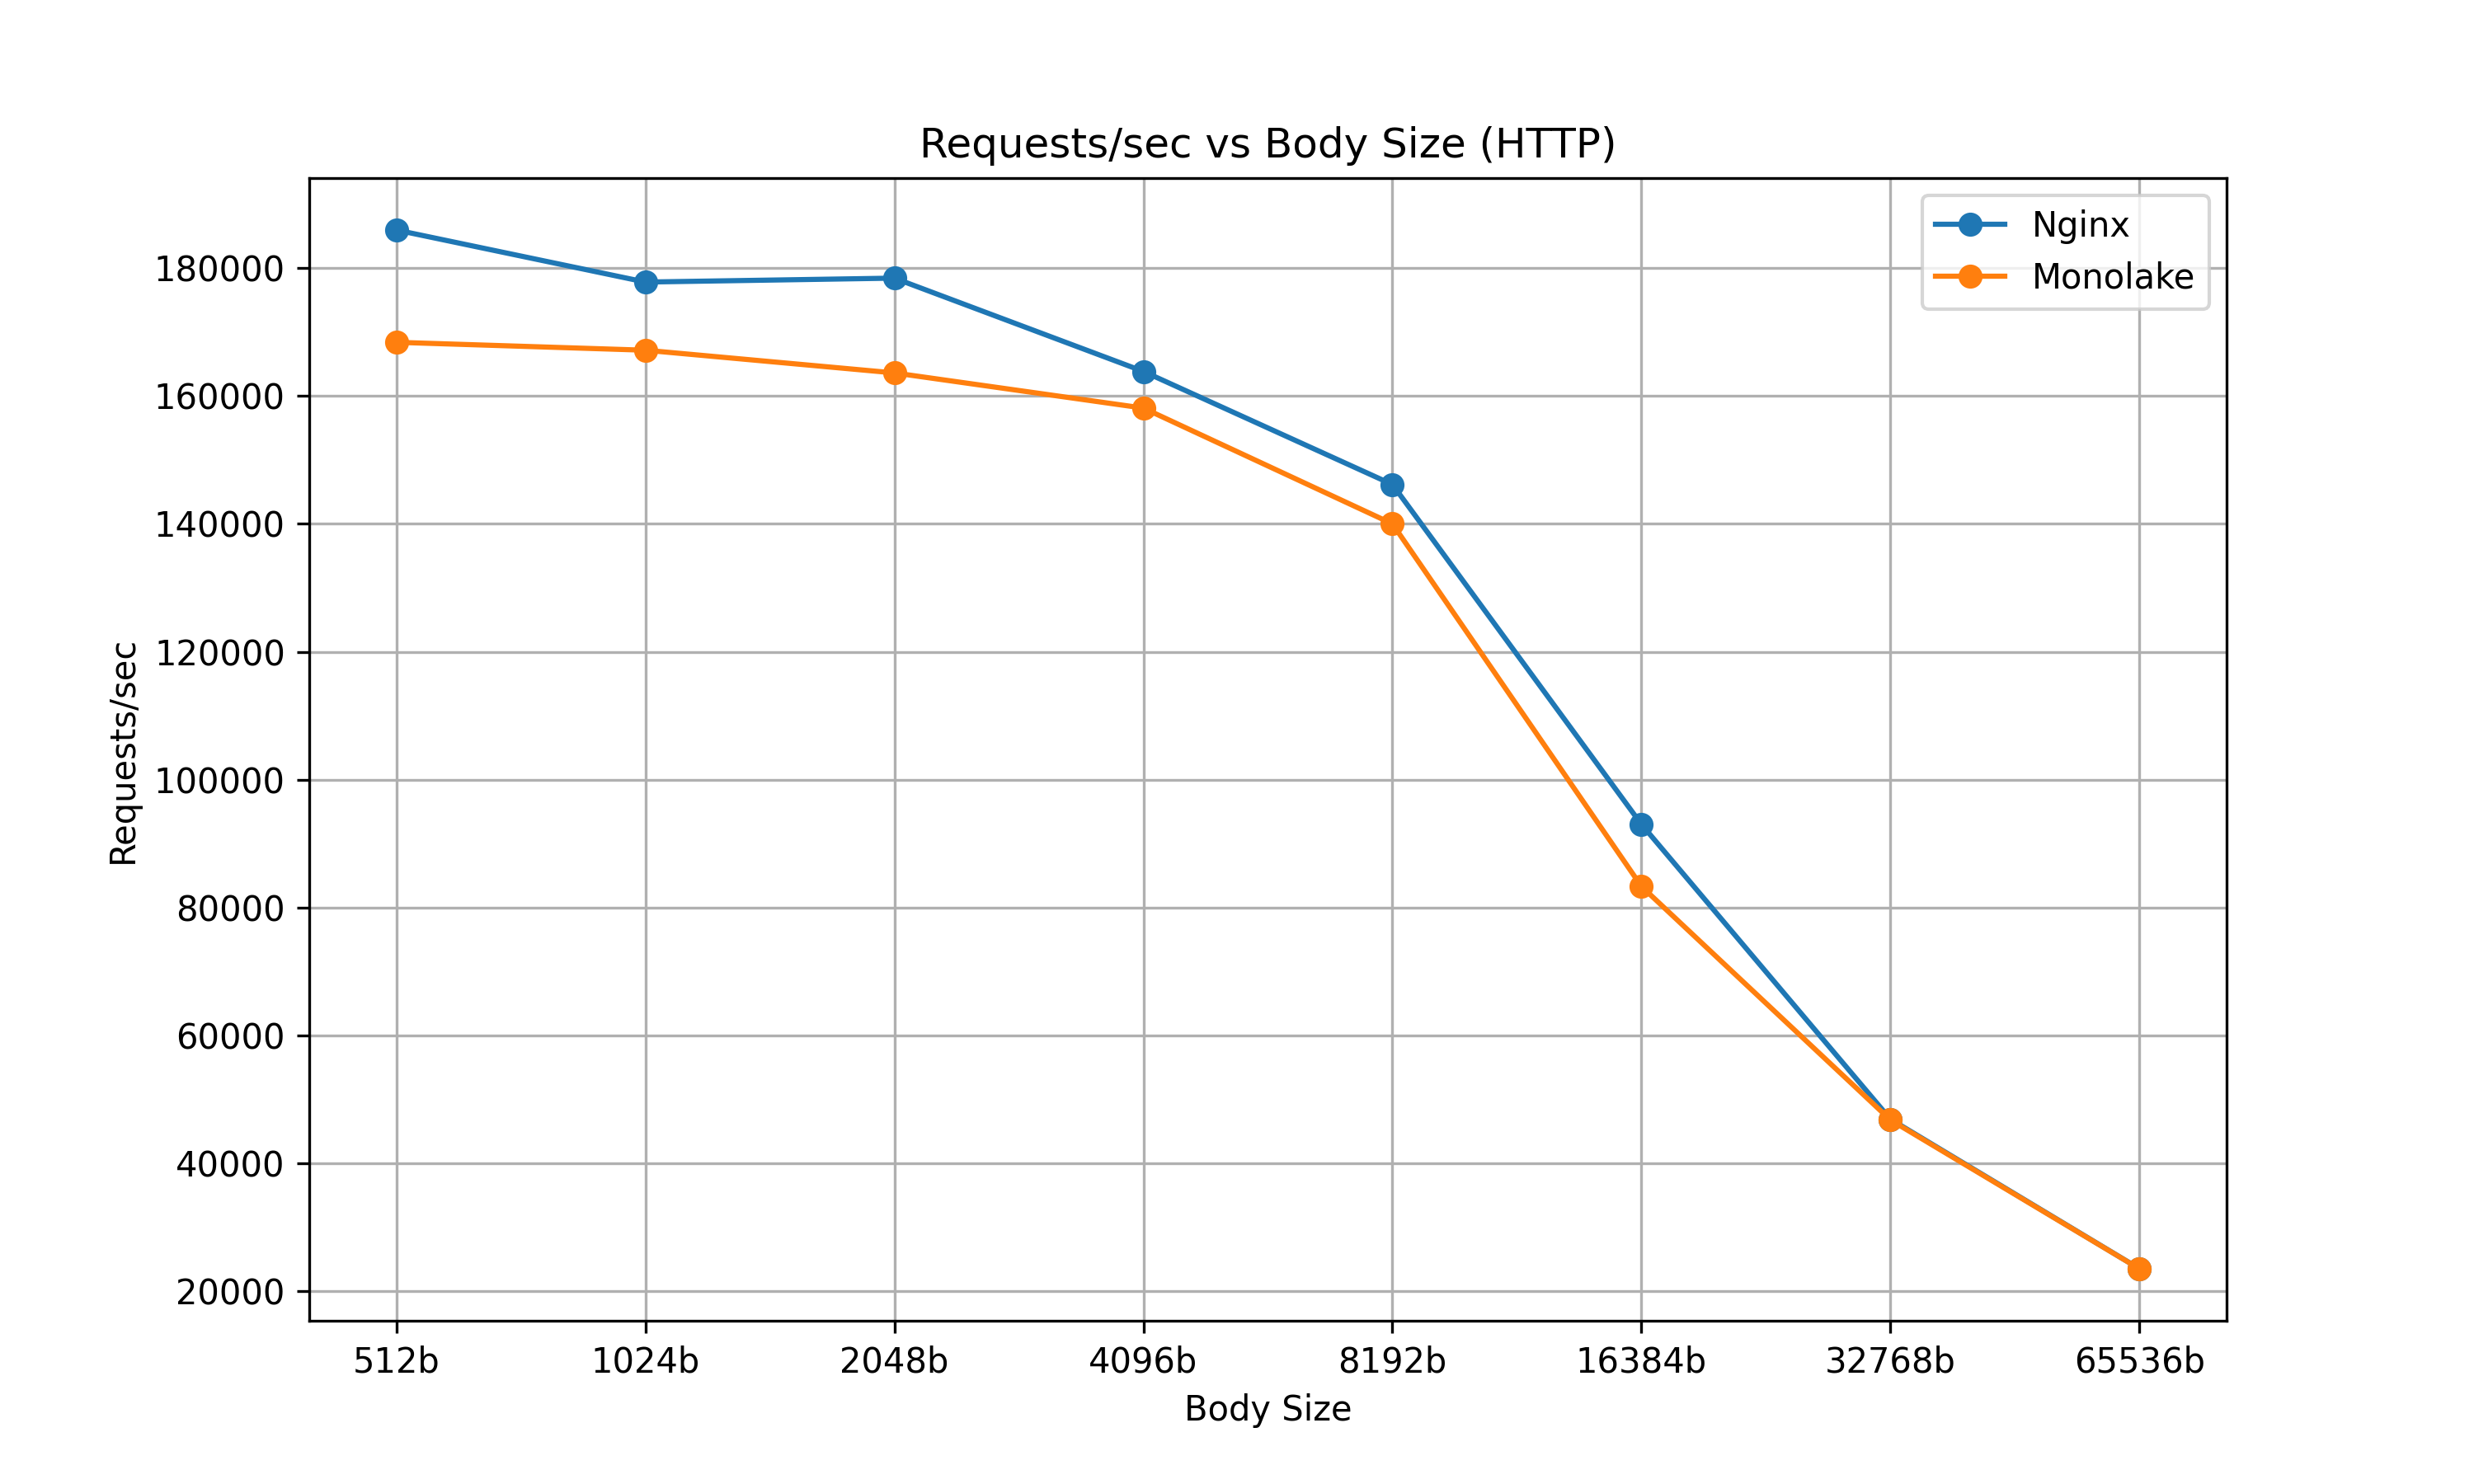 Requests/sec vs Body Size (HTTP)
Nginx
Monolake
Requests/sec
180000
160000
140000
120000
100000
80000
60000
40000
20000
512b 1024b 2048b 4096b 8192b 16384b 32768b 65536b
Body Size